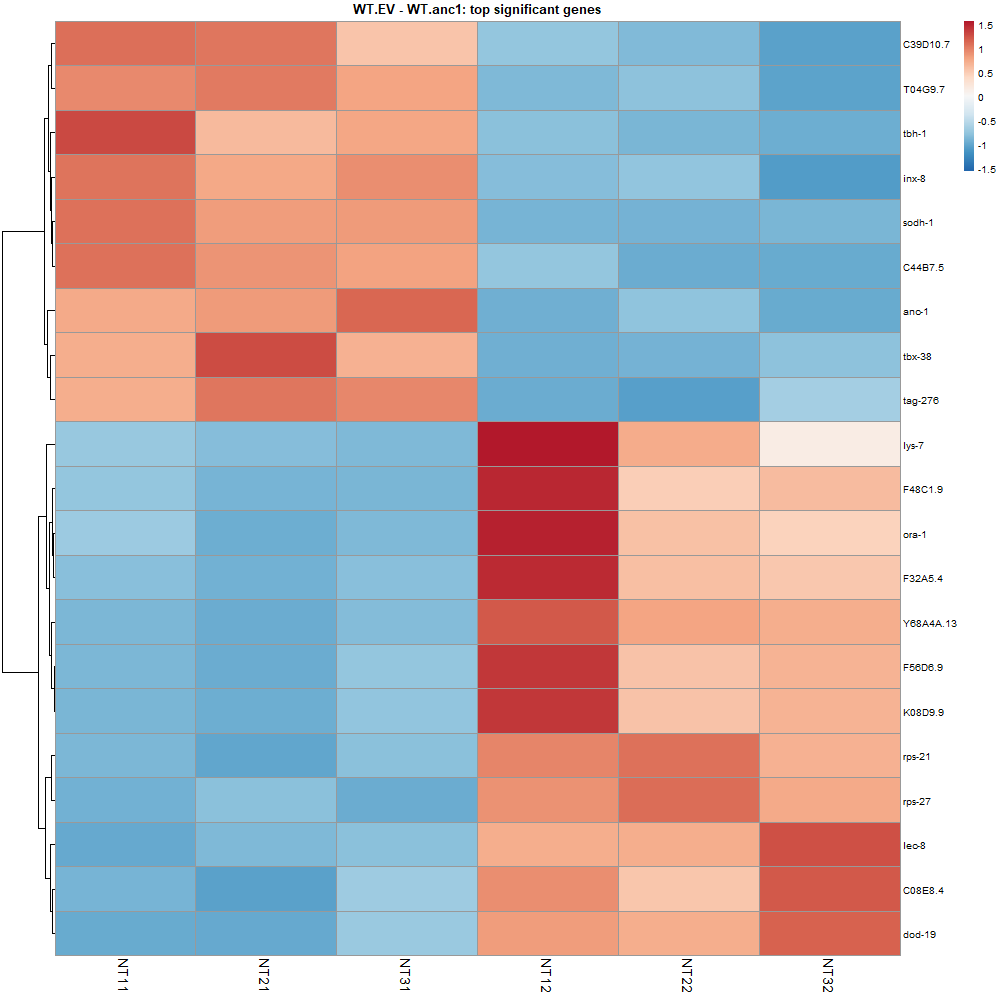 WT.EV - WT.anc1: top significant genes
1.5
1
0.5
0
-0.5
-1
-1.5
C39D10.7
T04G9.7
tbh-1
inx-8
sodh-1
C44B7.5
anc-1
tbx-38
tag-276
lys-7
F48C1.9
ora-1
F32A5.4
Y68A4A.13
F56D6.9
K08D9.9
rps-21
rps-27
lec-8
C08E8.4
dod-19
NT11
NT21
NT31
NT12
NT22
NT32